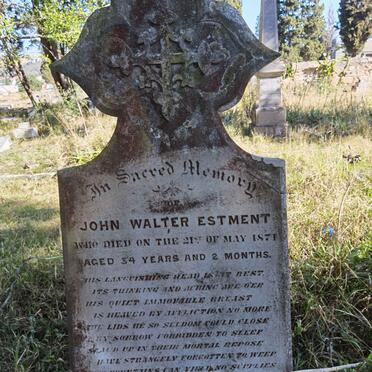 In Sacred Memory
OF
JOHN WALTER ESTMENT
WHO DIED ON THE 21ST OF MAY 1871
AGED 34 YEARS AND 2 MONTHS.
HIS LANGUISHING HEAD IS AT REST,
ITS THINKING AND ACHING ARE O'ER
HIS QUIET IMMOVABLE BREAST
IS HEAVED BY AFFLICTION NO MORE
THE LIDS HE SO SELDOM COULD CLOSE
BY SORROW FORBIDDEN TO SLEEP
SEAL'D UP IN THEIR MORTAL REPOSE
HAVE STRANGELY FORGOTTEN TO WEEP
NO SUPPLIES